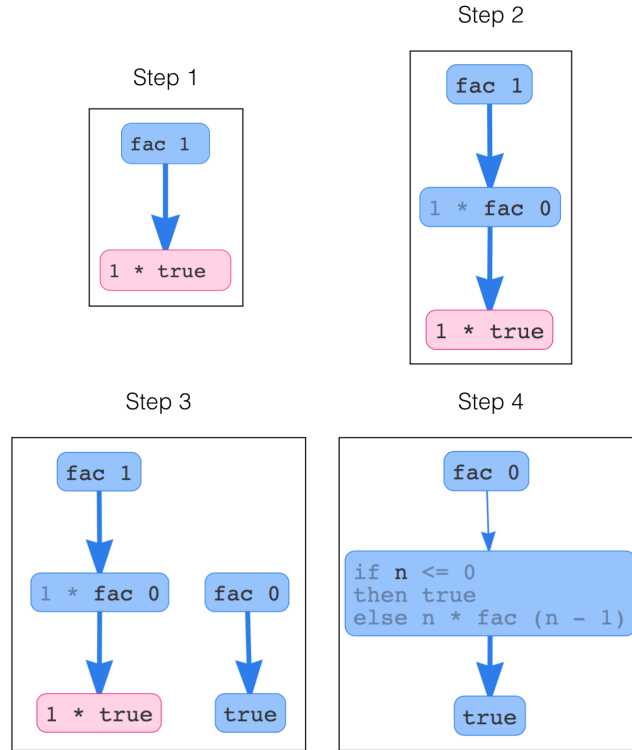 Step 1
fac 1
1 * true
Step 2
fac 1
1 * fac 0
1 * true
Step 3
fac 1
1 * fac 0
1 * true
fac 0
true
Step 4
fac 0
if n <= 0
then true
else n * fac (n - 1)
true